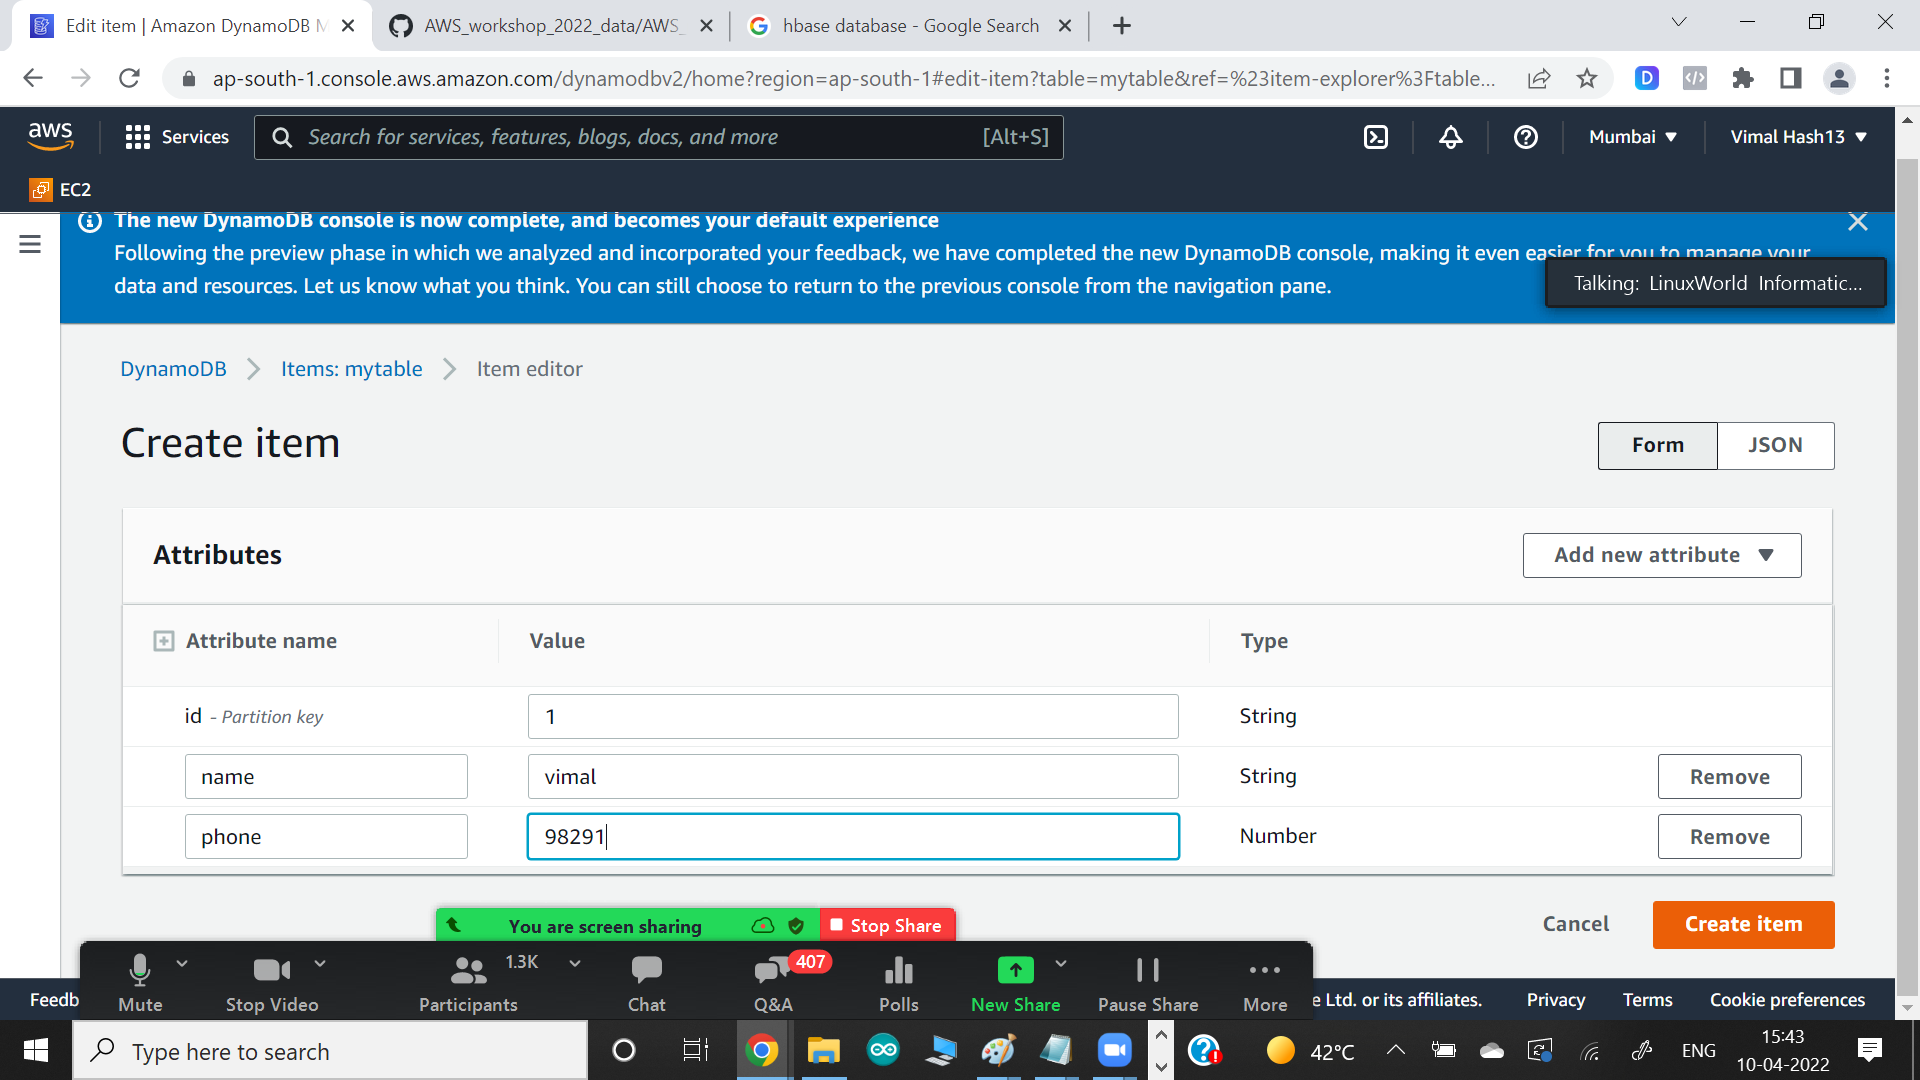 Edit item | Amazon DynamoDB M
AWS_workshop_2022_data/AWS_
hbase database - Google Search
ap-south-1.console.aws.amazon.com/dynamodbv2/home?region=ap-south-1#edit-item?table=mytable&ref=%23item-explorer%3Ftable...
D
aws
Services
Search for services, features, blogs, docs, and more
[Alt+S]
Mumbai
Vimal Hash13
EC2
The new DynamoDB console is now complete, and becomes your default experience
Following the preview phase in which we analyzed and incorporated your feedback, we have completed the new DynamoDB console, making it even easier for you to manage your
data and resources. Let us know what you think. You can still choose to return to the previous console from the navigation pane.
Talking: LinuxWorld Informatic...
DynamoDB
Items: mytable
Item editor
Create item
Form
JSON
Attributes
Add new attribute
Attribute name
Value
Type
id - Partition key
1
String
name
vimal
String
Remove
phone
98291
Number
Remove
You are screen sharing
Stop Share
Cancel
Create item
Mute
Stop Video
1.3K
Participants
Chat
407
Q&A
Polls
New Share
Pause Share
More
Feedb
e Ltd. or its affiliates.
Privacy
Terms
Cookie preferences
Type here to search
42°C
ENG
15:43
10-04-2022